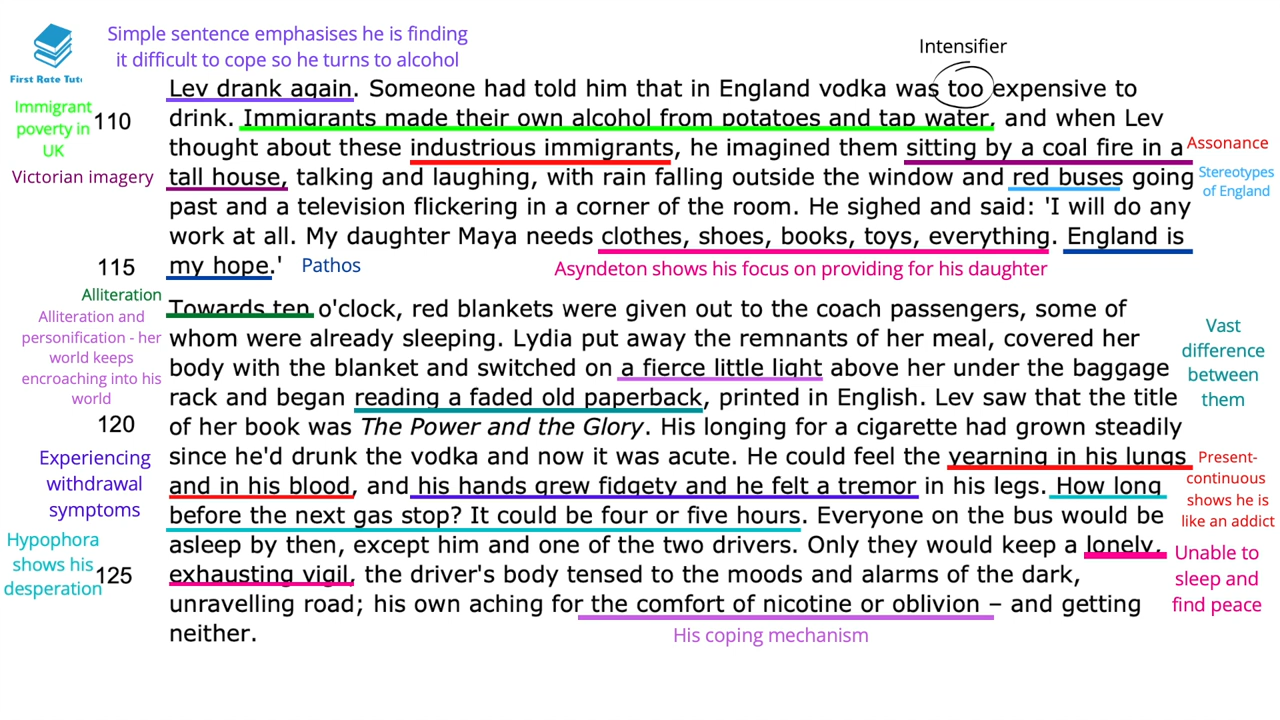 Simple sentence emphasises he is finding
it difficult to cope so he turns to alcohol
Intensifier
First Rate Tut
Lev drank again. Someone had told him that in England vodka was too expensive to
Immigrant
poverty in
UK
110
drink. Immigrants made their own alcohol from potatoes and tap water, and when Lev
thought about these industrious immigrants, he imagined them sitting by a coal fire in a
Assonance
Victorian imagery
tall house, talking and laughing, with rain falling outside the window and red buses going
Stereotypes
of England
past and a television flickering in a corner of the room. He sighed and said: 'I will do any
work at all. My daughter Maya needs clothes, shoes, books, toys, everything. England is
115
my hope.'
Pathos
Asyndeton shows his focus on providing for his daughter
Alliteration
Towards ten o'clock, red blankets were given out to the coach passengers, some of
Alliteration and
personification - her
world keeps
encroaching into his
world
whom were already sleeping. Lydia put away the remnants of her meal, covered her
body with the blanket and switched on a fierce little light above her under the baggage
Vast
difference
between
them
rack and began reading a faded old paperback, printed in English. Lev saw that the title
120
of her book was The Power and the Glory. His longing for a cigarette had grown steadily
since he'd drunk the vodka and now it was acute. He could feel the yearning in his lungs
Experiencing
withdrawal
symptoms
Present-
continuous
shows he is
like an addict
and in his blood, and his hands grew fidgety and he felt a tremor in his legs. How long
before the next gas stop? It could be four or five hours. Everyone on the bus would be
Hypophora
shows his
desperation
asleep by then, except him and one of the two drivers. Only they would keep a lonely,
Unable to
sleep and
find peace
125
exhausting vigil, the driver's body tensed to the moods and alarms of the dark,
unravelling road; his own aching for the comfort of nicotine or oblivion – and getting
neither.
His coping mechanism